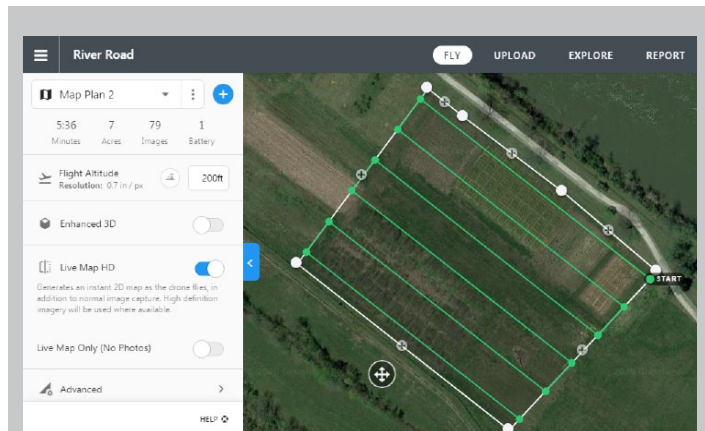 River Road
FLY UPLOAD EXPLORE REPORT
Map Plan 2
5:36 7 79 1
Minutes Acres Images Battery
Flight Altitude
Resolution: 0.7 in / px
200ft
Enhanced 3D
Live Map HD
Generates an instant 2D map as the drone flies, in
addition to normal image capture. High definition
imagery will be used where available.
Live Map Only (No Photos)
Advanced
HELP
START